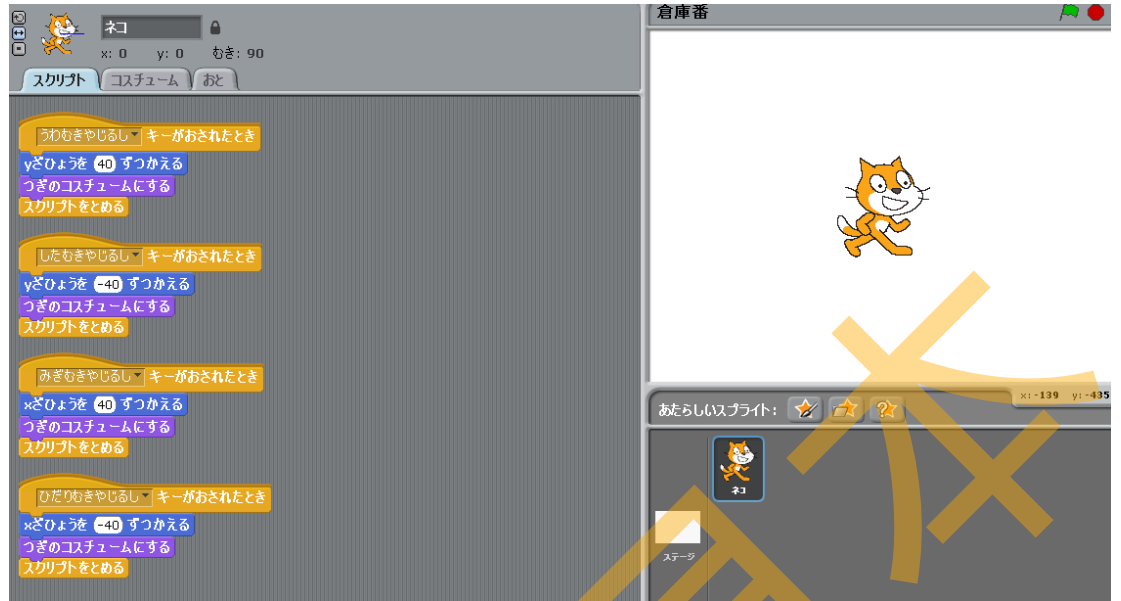 ネコ
x: 0 y: 0 むき: 90
スクリプト コスチューム おと
うわむきやじるし キーがおされたとき
yざひょうを 40 ずつかえる
つぎのコスチュームにする
スクリプトをとめる
したむきやじるし キーがおされたとき
yざひょうを -40 ずつかえる
つぎのコスチュームにする
スクリプトをとめる
みぎむきやじるし キーがおされたとき
xざひょうを 40 ずつかえる
つぎのコスチュームにする
スクリプトをとめる
ひだりむきやじるし キーがおされたとき
xざひょうを -40 ずつかえる
つぎのコスチュームにする
スクリプトをとめる
倉庫番
x: -139 y: -435
あたらしいスプライト:
ネコ
ステージ